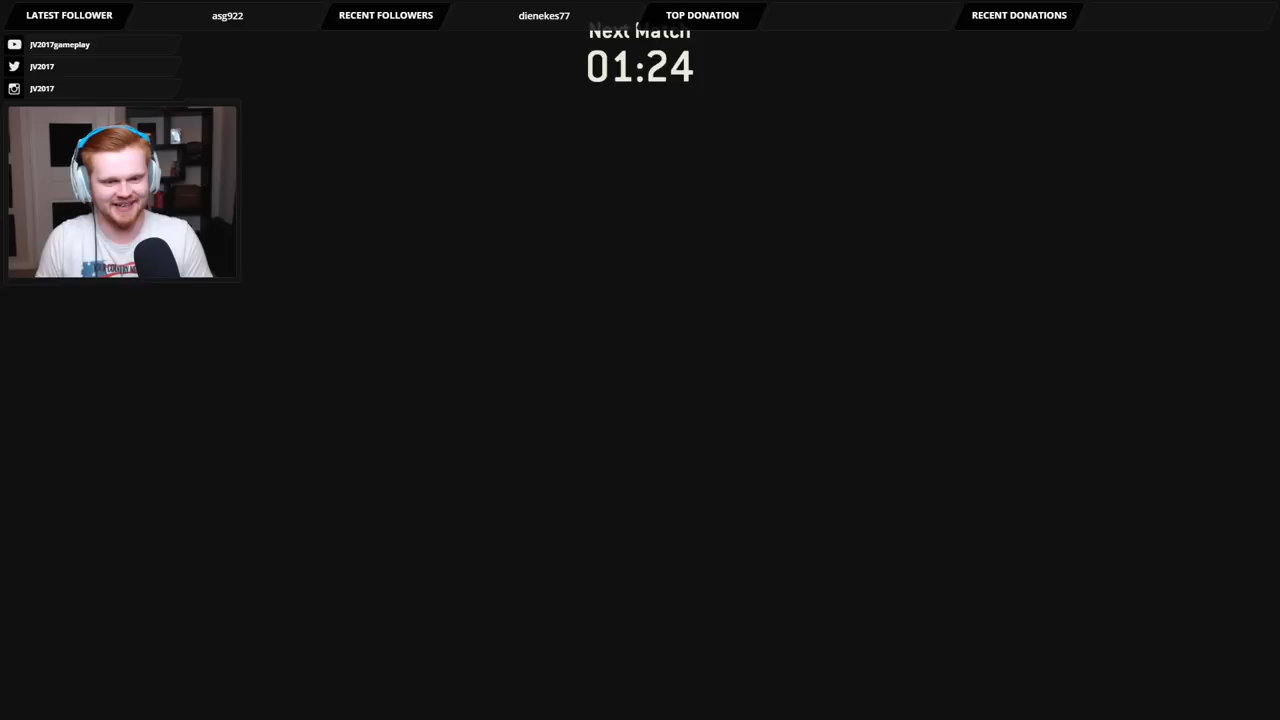 LATEST FOLLOWER
asg922
RECENT FOLLOWERS
dienekes77
TOP DONATION
RECENT DONATIONS
Next Match
01:24
JV2017gameplay
JV2017
JV2017